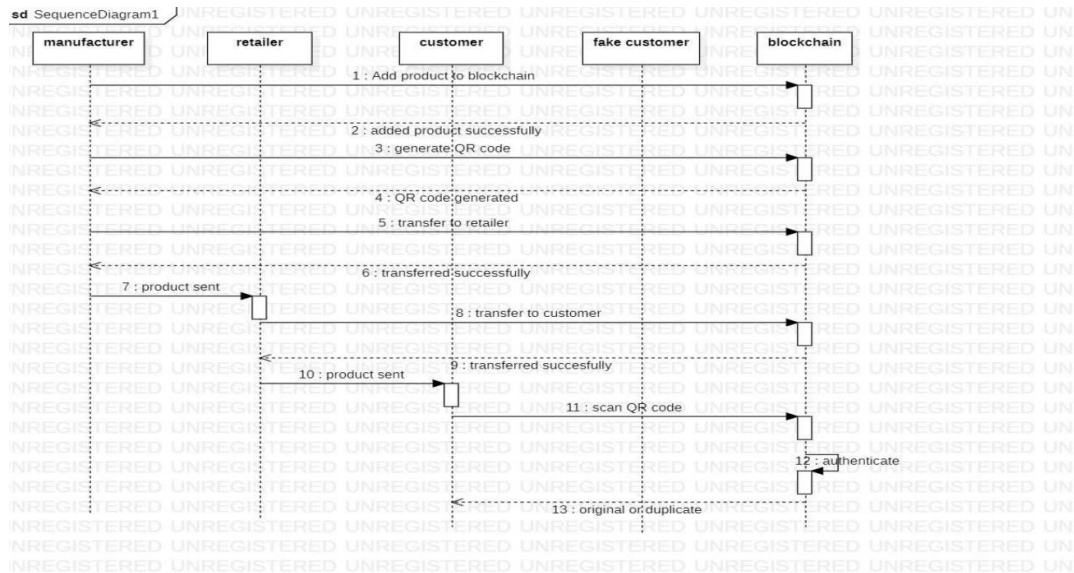 sd SequenceDiagram1
manufacturer retailer customer fake customer blockchain
1 : Add product to blockchain
2 : added product successfully
3 : generate QR code
4 : QR code generated
5 : transfer to retailer
6 : transferred successfully
7 : product sent
8 : transfer to customer
9 : transferred succesfully
10 : product sent
11 : scan QR code
12 : authenticate
13 : original or duplicate
UNREGISTERED